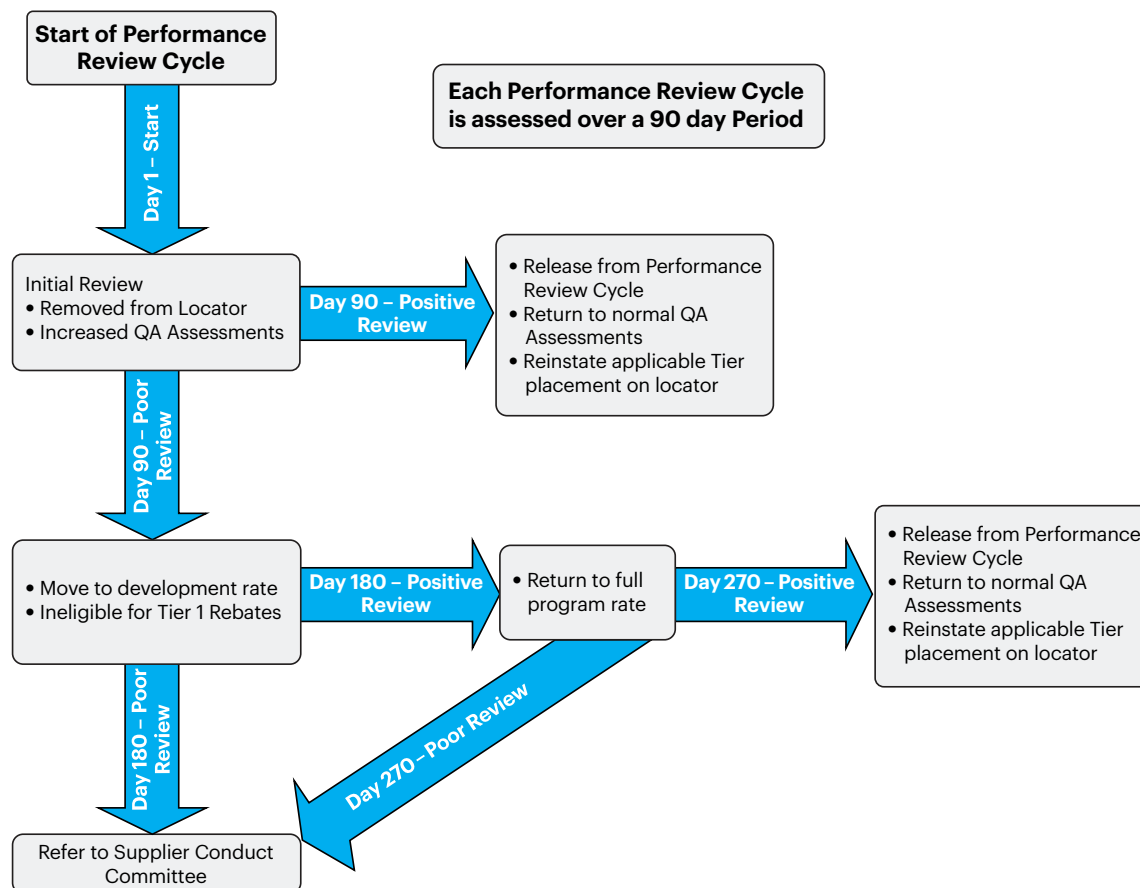 Start of Performance
Review Cycle
Each Performance Review Cycle
is assessed over a 90 day Period
Day 1 – Start
Initial Review
• Removed from Locator
• Increased QA Assessments
Day 90 – Positive
Review
• Release from Performance
Review Cycle
• Return to normal QA
Assessments
• Reinstate applicable Tier
placement on locator
Day 90 – Poor
Review
• Move to development rate
• Ineligible for Tier 1 Rebates
Day 180 – Positive
Review
• Return to full
program rate
Day 270 – Positive
Review
• Release from Performance
Review Cycle
• Return to normal QA
Assessments
• Reinstate applicable Tier
placement on locator
Day 180 – Poor
Review
Day 270 – Poor Review
Refer to Supplier Conduct
Committee